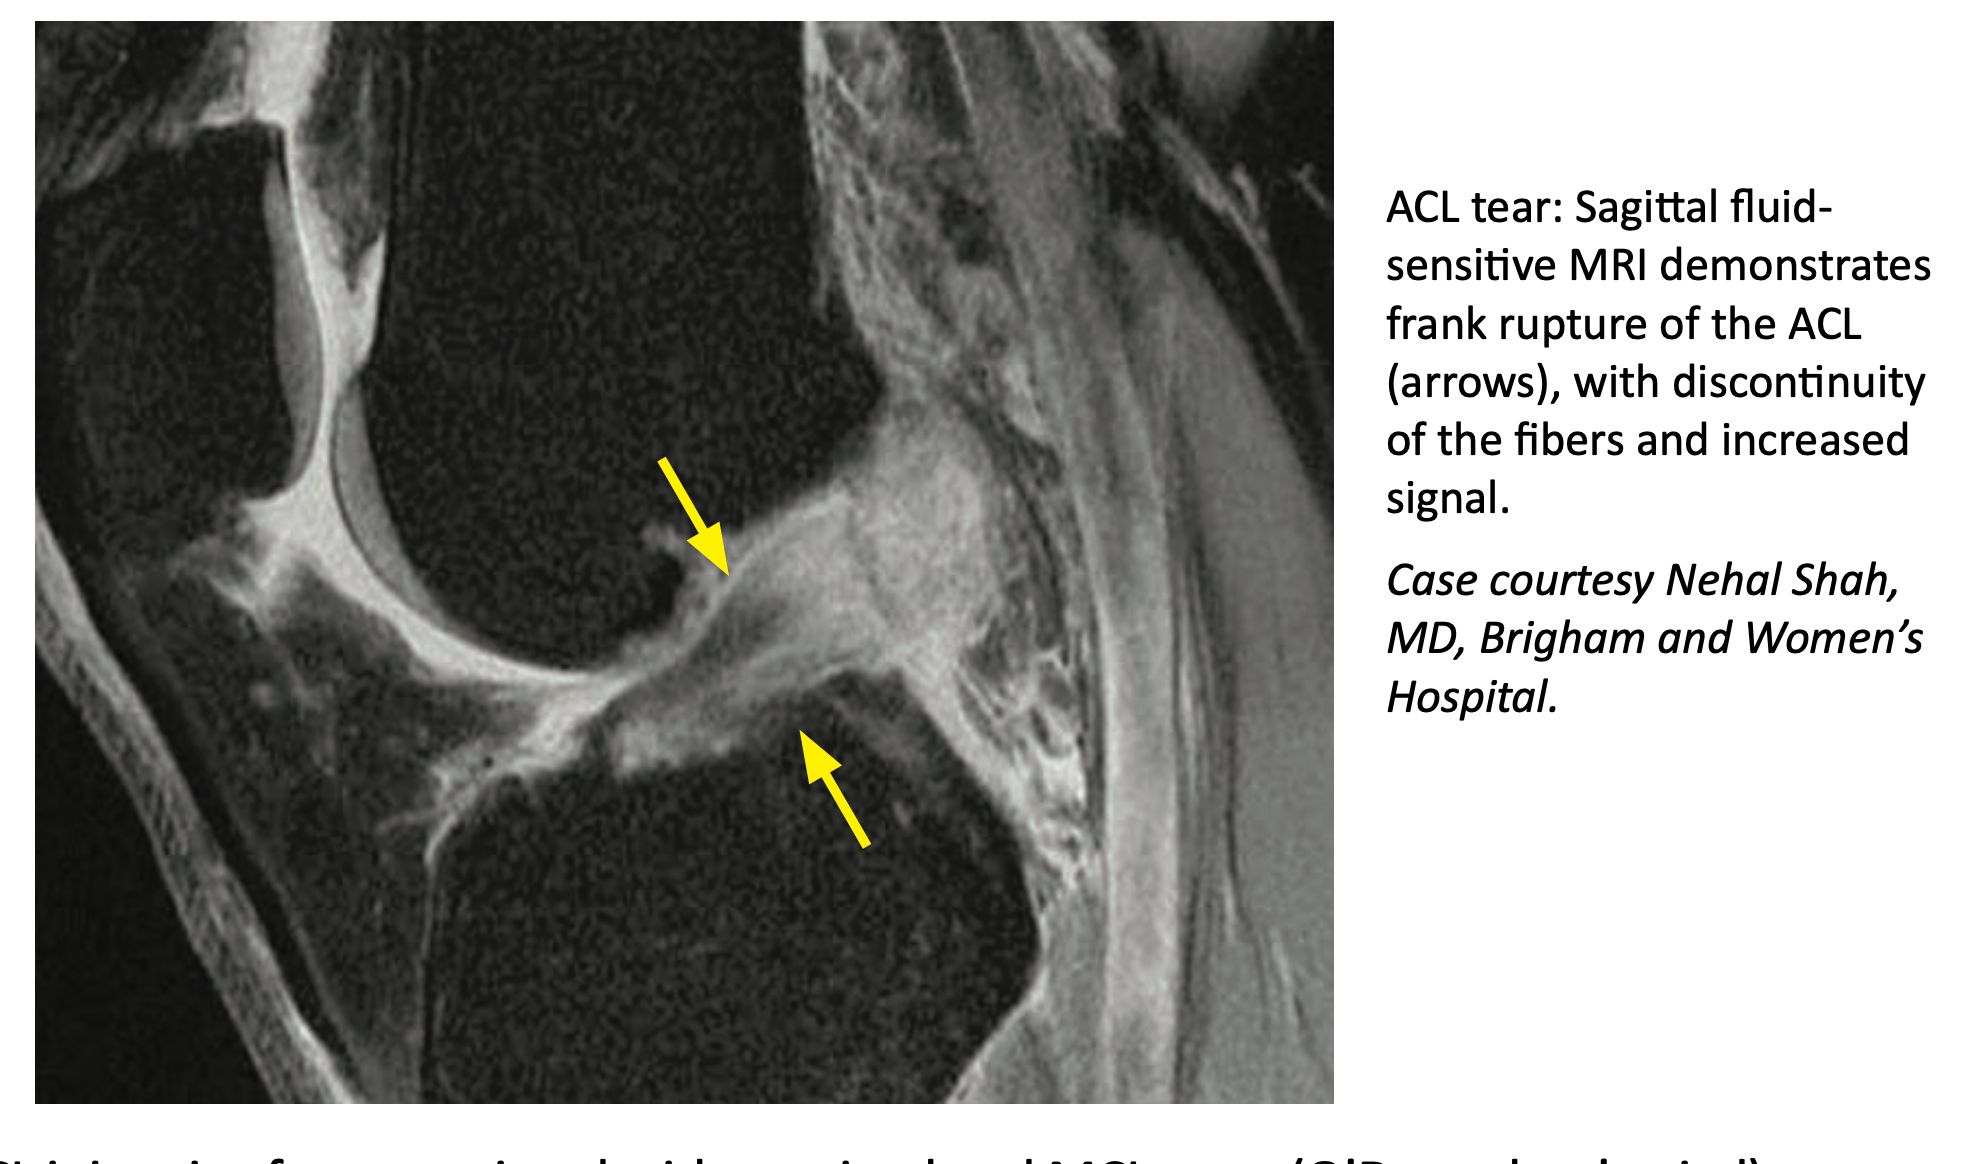 ACL tear: Sagittal fluid-
sensitive MRI demonstrates
frank rupture of the ACL
(arrows), with discontinuity
of the fibers and increased
signal.
Case courtesy Nehal Shah,
MD, Brigham and Women’s
Hospital.